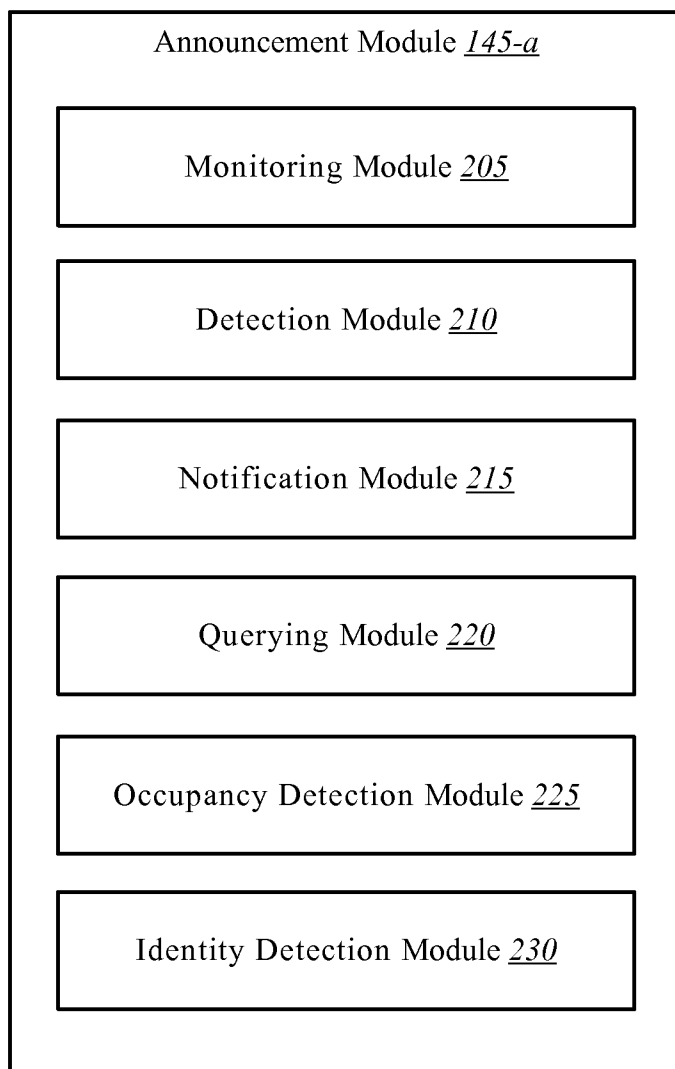 Announcement Module 145-a
Monitoring Module 205
Detection Module 210
Notification Module 215
Querying Module 220
Occupancy Detection Module 225
Identity Detection Module 230